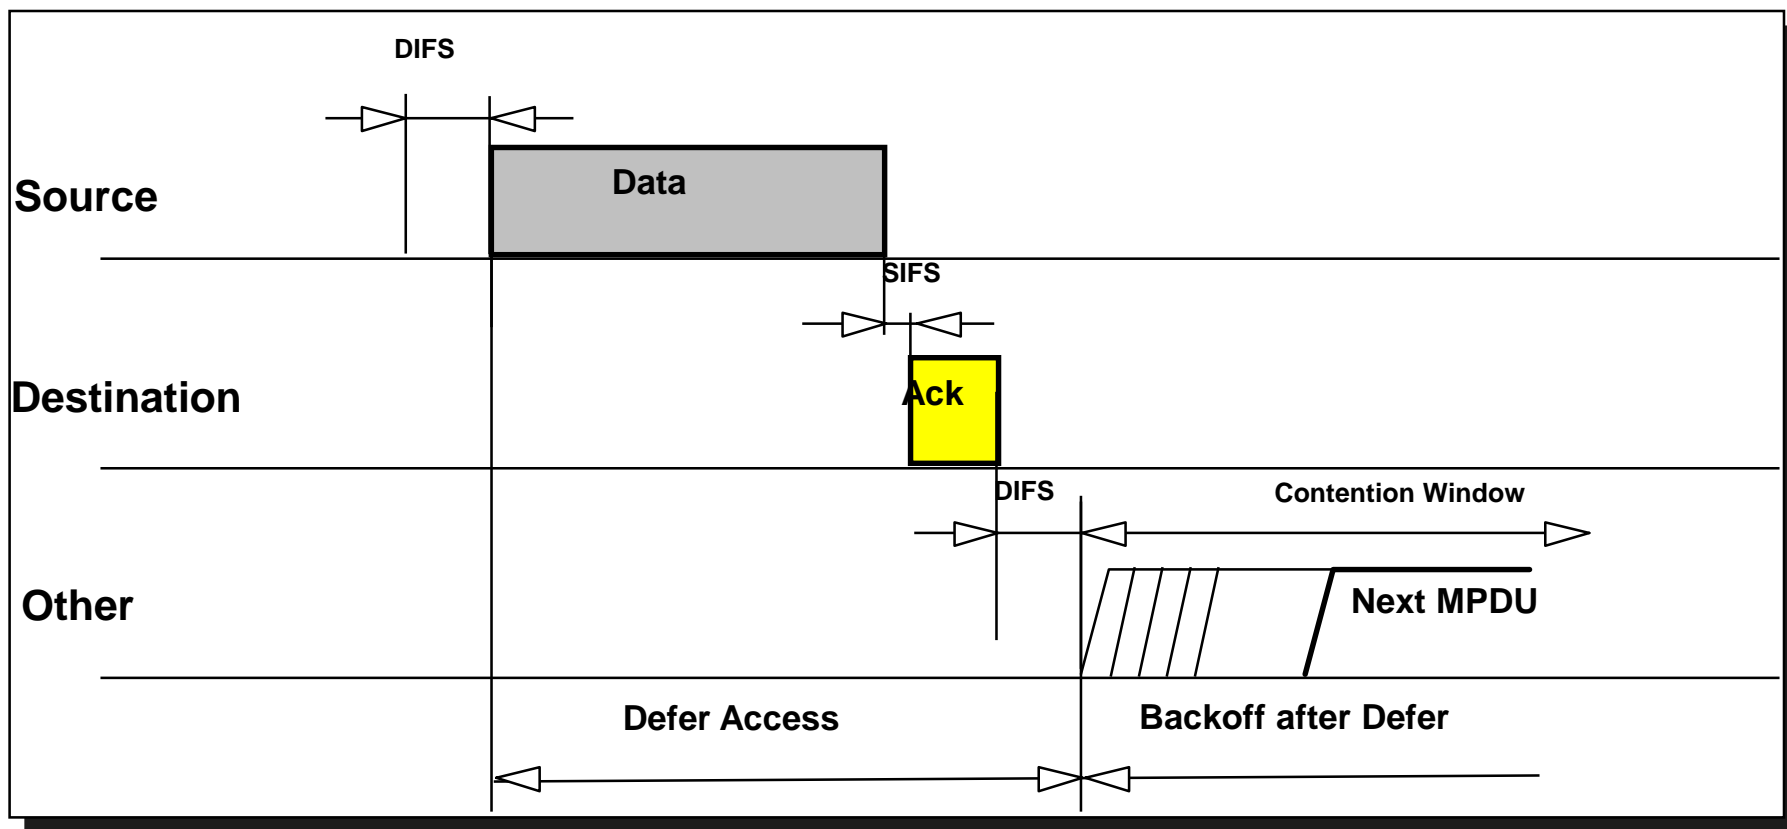 DIFS
Source
Data
SIFS
Destination
Ack
DIFS
Contention Window
Other
Next MPDU
Defer Access
Backoff after Defer